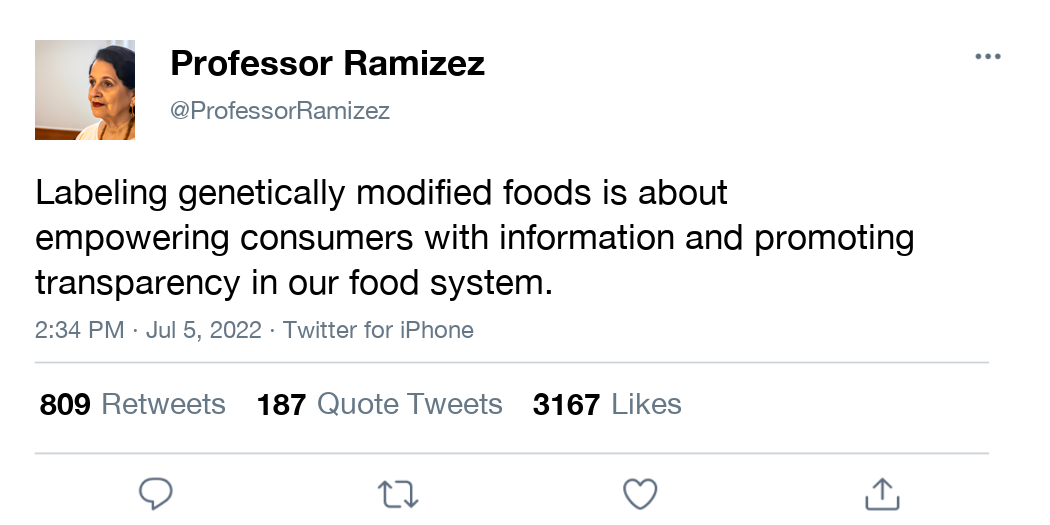 Professor Ramizez
@ProfessorRamizez
Labeling genetically modified foods is about
empowering consumers with information and promoting
transparency in our food system.
2:34 PM · Jul 5, 2022 · Twitter for iPhone
809 Retweets 187 Quote Tweets 3167 Likes